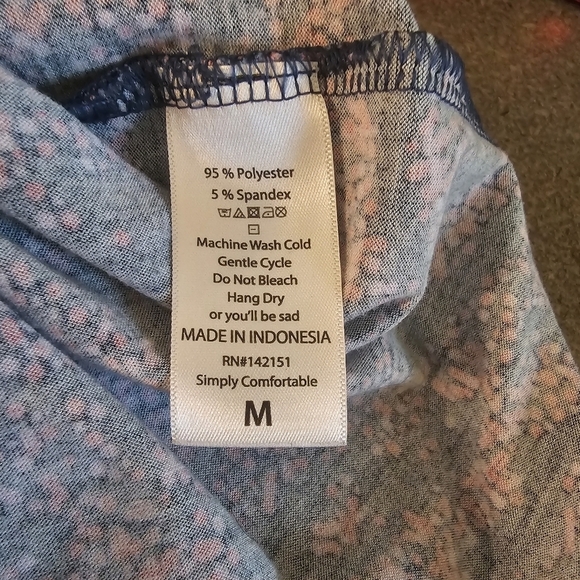 95 % Polyester
5 % Spandex
Machine Wash Cold
Gentle Cycle
Do Not Bleach
Hang Dry
or you'll be sad
MADE IN INDONESIA
RN#142151
Simply Comfortable
M